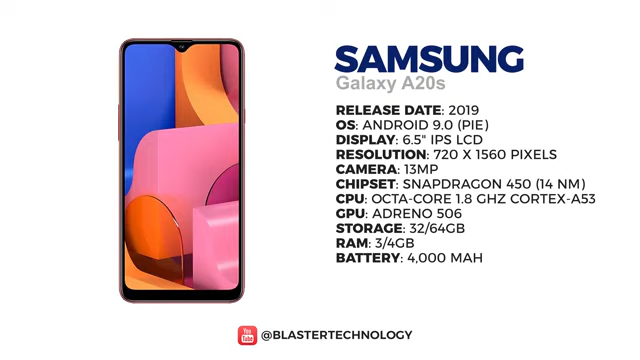 SAMSUNG
Galaxy A20s
RELEASE DATE: 2019
OS: ANDROID 9.0 (PIE)
DISPLAY: 6.5" IPS LCD
RESOLUTION: 720 X 1560 PIXELS
CAMERA: 13MP
CHIPSET: SNAPDRAGON 450 (14 NM)
CPU: OCTA-CORE 1.8 GHZ CORTEX-A53
GPU: ADRENO 506
STORAGE: 32/64GB
RAM: 3/4GB
BATTERY: 4,000 MAH
You Tube @BLASTERTECHNOLOGY